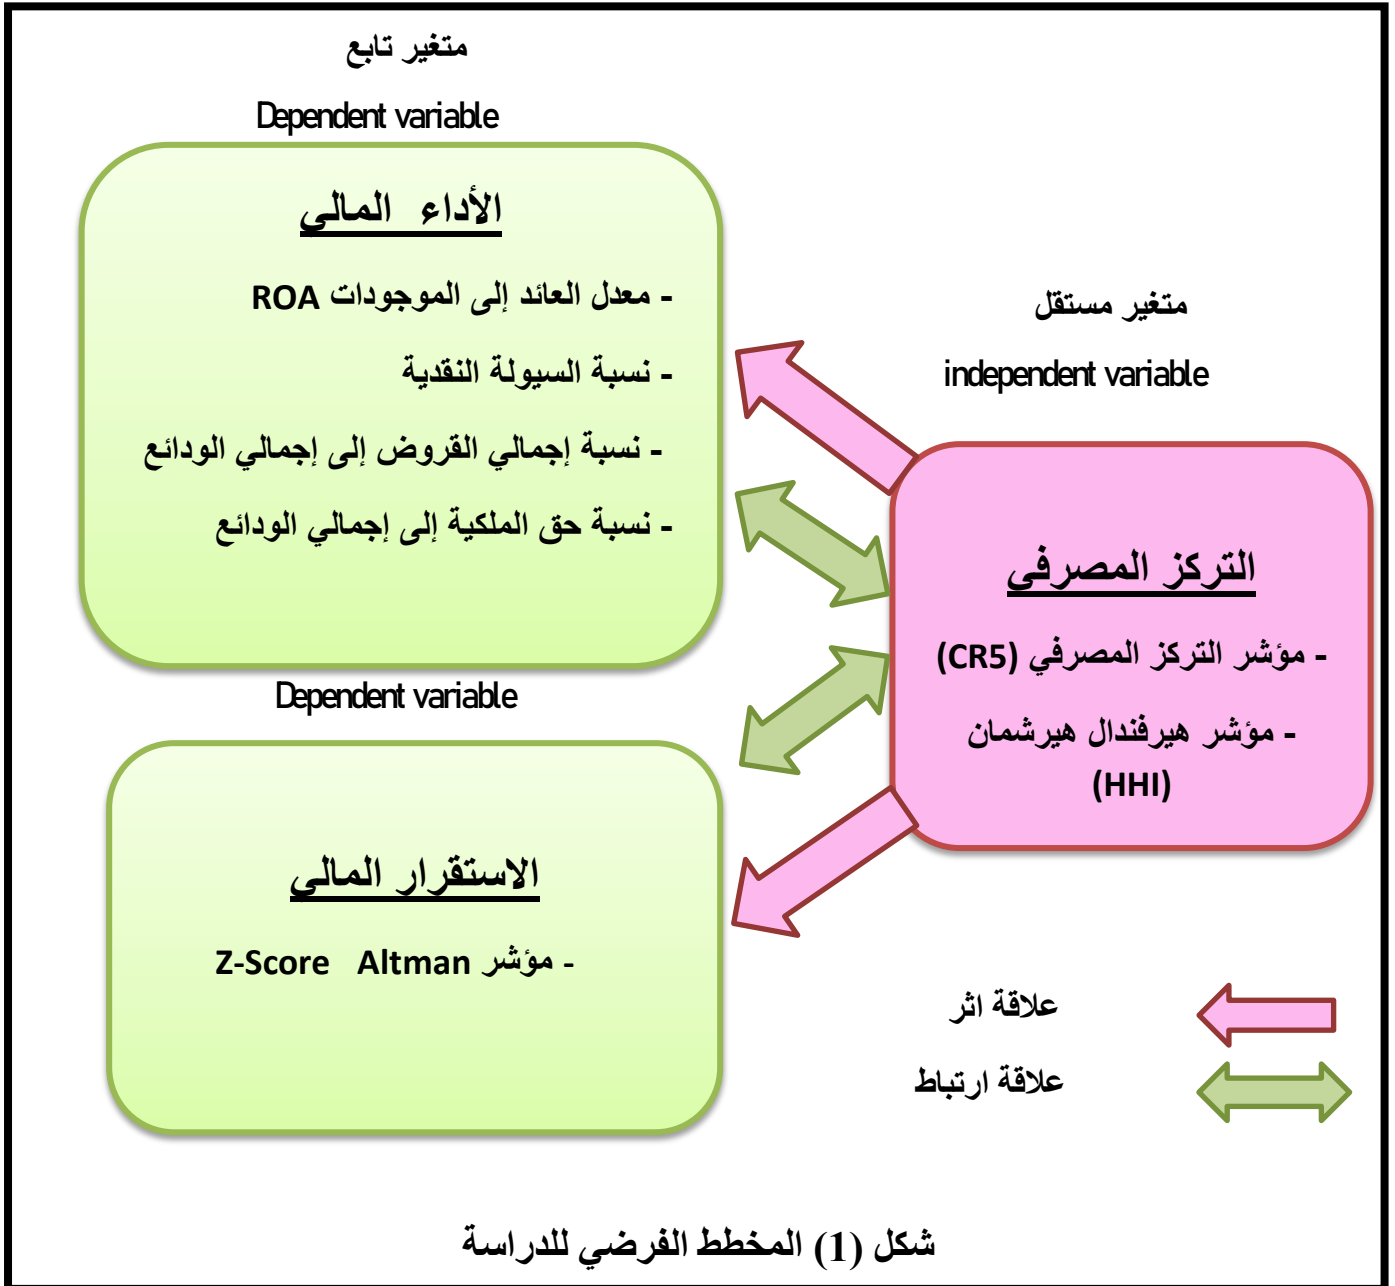 متغير تابع
Dependent variable
الأداء المالي
- معدل العائد إلى الموجودات ROA
- نسبة السيولة النقدية
- نسبة إجمالي القروض إلى إجمالي الودائع
- نسبة حق الملكية إلى إجمالي الودائع
متغير مستقل
independent variable
التركز المصرفي
- مؤشر التركز المصرفي (CR5)
- مؤشر هيرفندال هيرشمان
(HHI)
Dependent variable
الاستقرار المالي
- مؤشر Z-Score Altman
علاقة اثر
علاقة ارتباط
شكل (1) المخطط الفرضي للدراسة